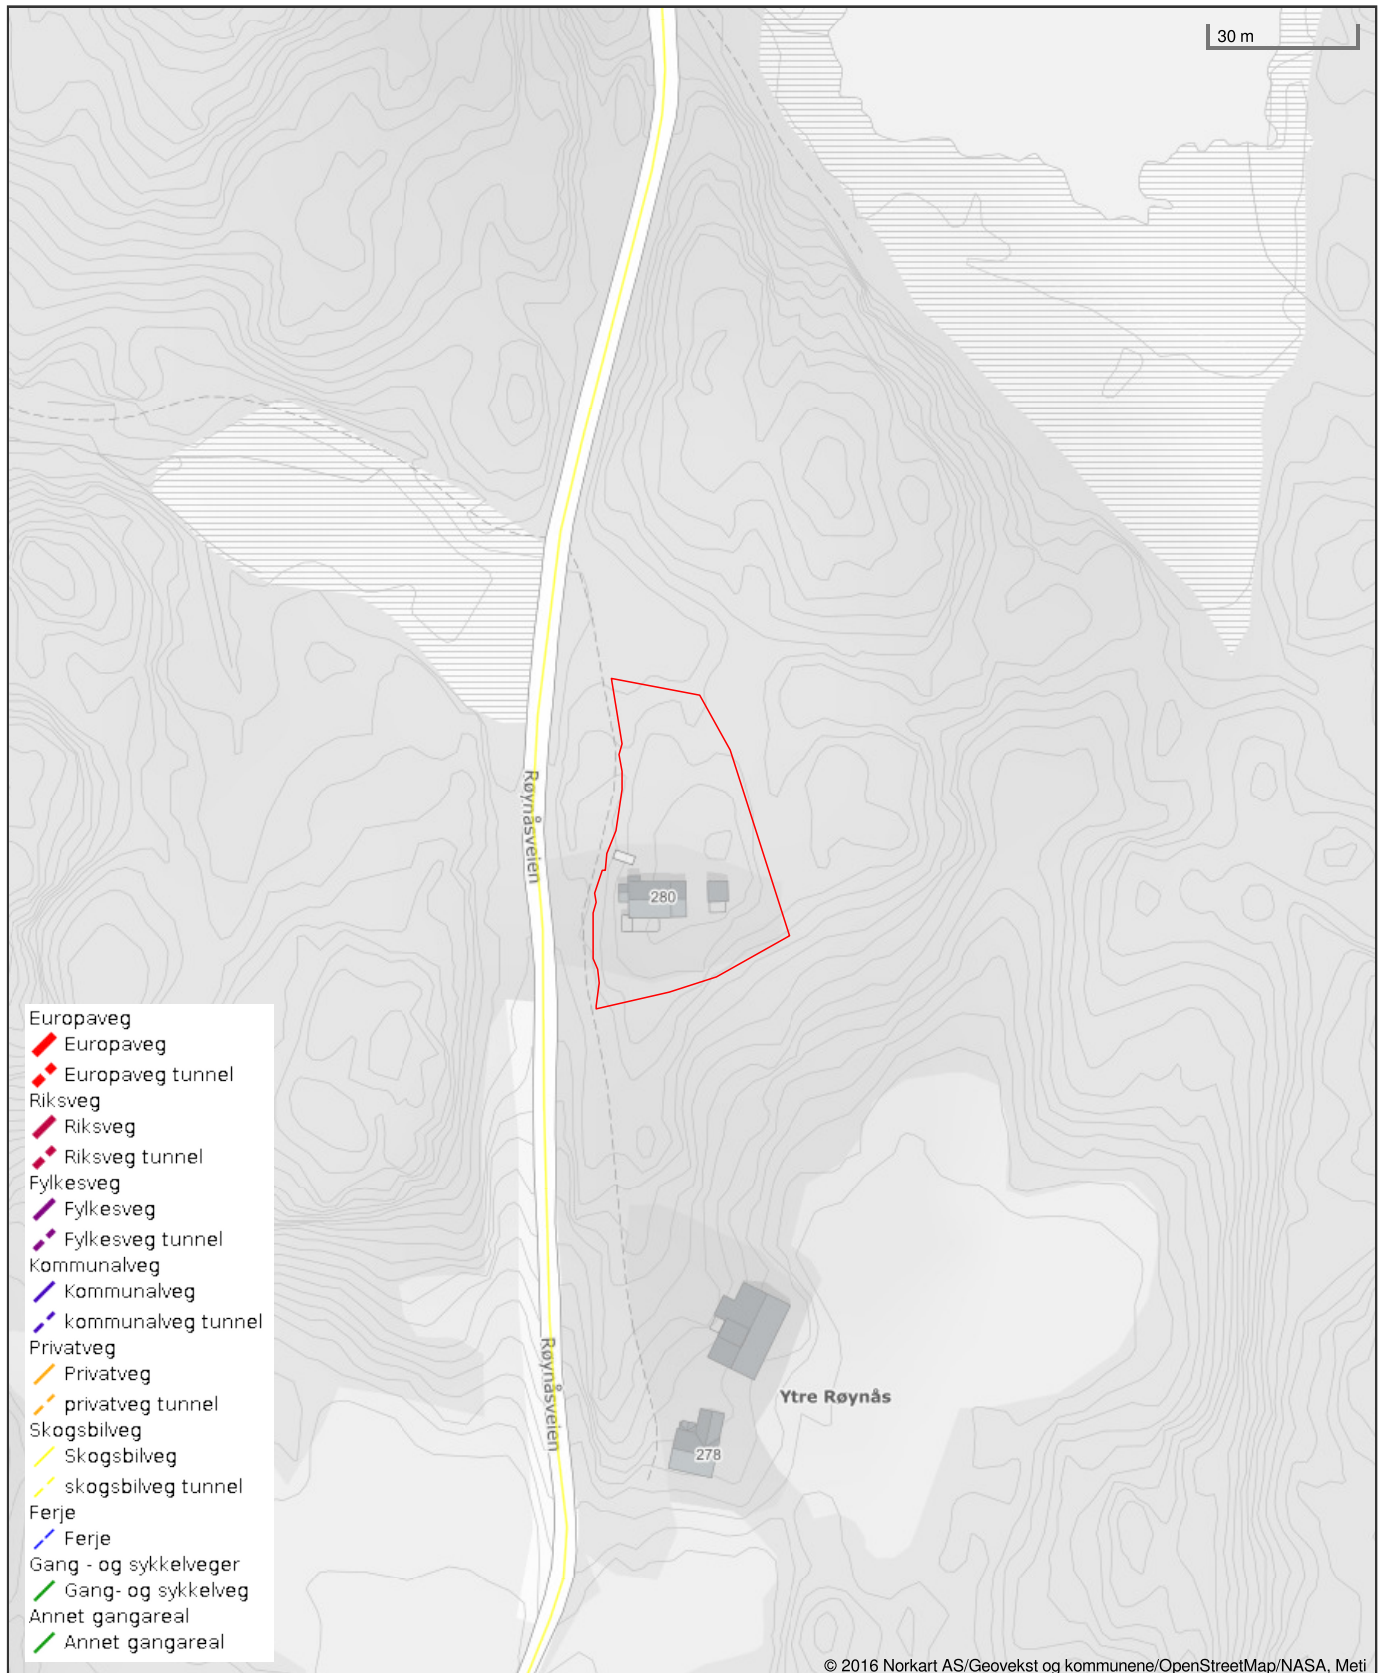 30 m
Røynåsveien
280
Europaveg
Europaveg
Europaveg tunnel
Riksveg
Riksveg
Riksveg tunnel
Fylkesveg
Fylkesveg
Fylkesveg tunnel
Kommunalveg
Kommunalveg
kommunalveg tunnel
Privatveg
Privatveg
privatveg tunnel
Skogsbilveg
Skogsbilveg
skogsbilveg tunnel
Ferje
Ferje
Gang - og sykkelveger
Gang- og sykkelveg
Annet gangareal
Annet gangareal
Røynåsveien
Ytre Røynås
278
© 2016 Norkart AS/Geovekst og kommunene/OpenStreetMap/NASA, Meti